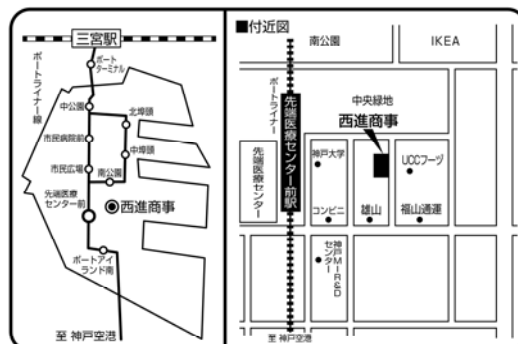 三宮駅
ポートライナー線
ポート
ターミナル
中公園
北埠頭
市民病院前
中埠頭
市民広場
南公園
先端医療
センター前
西進商事
ポートアイ
ランド南
至 神戸空港
■付近図
南公園
IKEA
ポートライナー
先端医療センター前駅
中央緑地
西進商事
先端医療センター
神戸大学
UCCフーヅ
コンビニ
雄山
福山通運
神戸MI R&D
センター
至 神戸空港